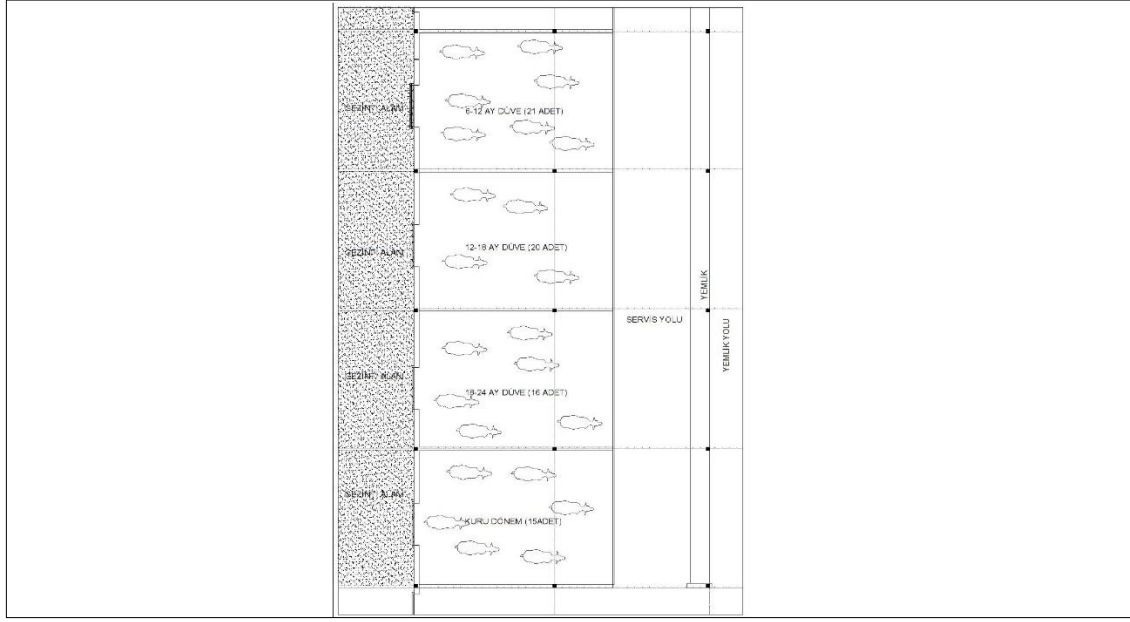 GEZİNTİ ALANI
6-12 AY DÜVE (21 ADET)
GEZİNTİ ALANI
12-18 AY DÜVE (20 ADET)
YEMLİK
SERVİS YOLU
YEMLİK YOLU
GEZİNTİ ALANI
18-24 AY DÜVE (16 ADET)
GEZİNTİ ALANI
KURU DÖNEM (15ADET)